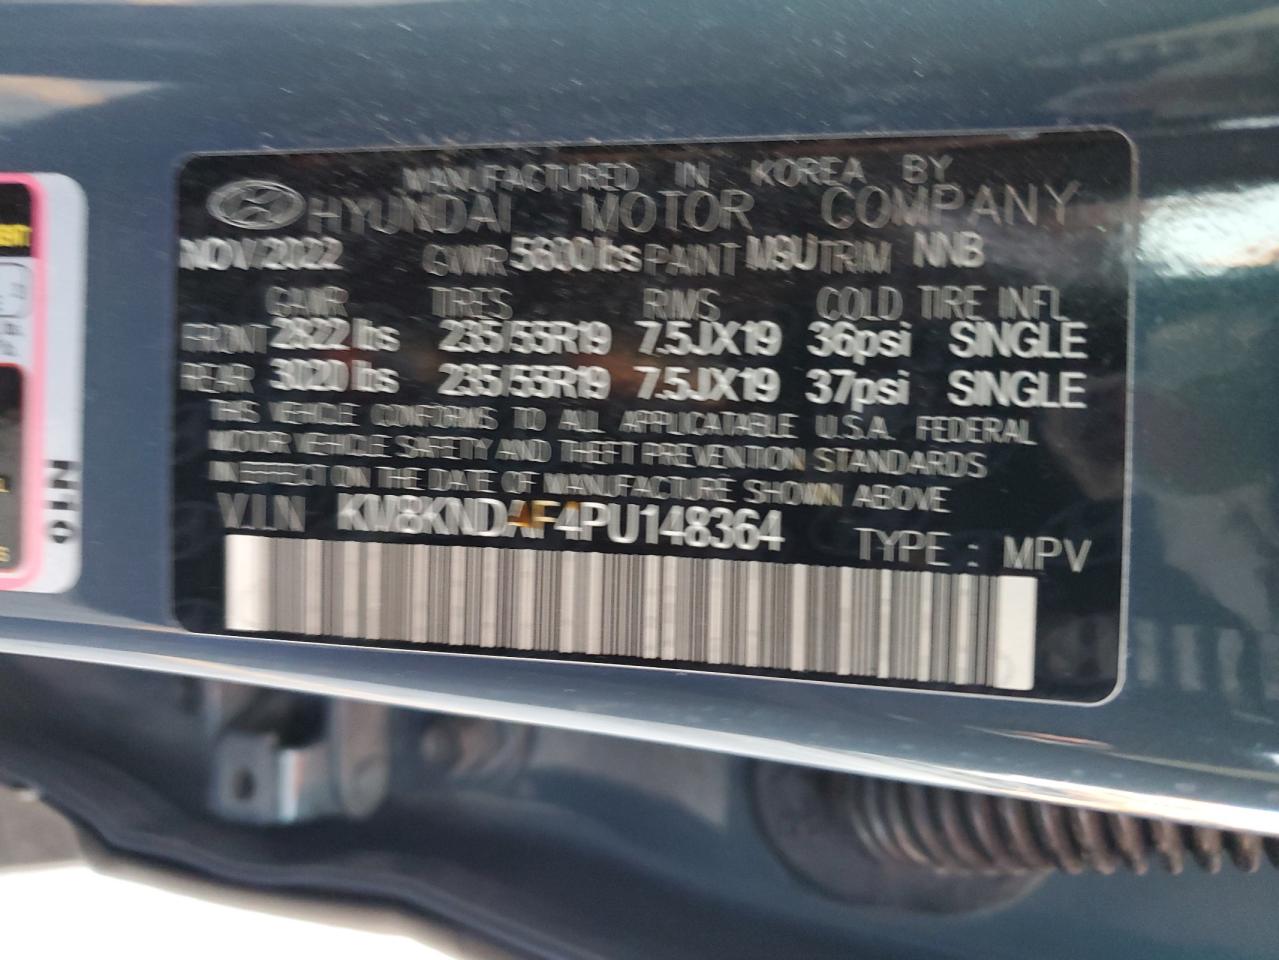 MANUFACTURED IN KOREA BY
HYUNDAI MOTOR COMPANY
NOV/2022 GVWR 5600lbs PAINT M9U TRIM NNB
GAWR TIRES RIMS COLD TIRE INFL
FRONT 2822 lbs 235/55R19 7.5JX19 36psi SINGLE
REAR 3020 lbs 235/55R19 7.5JX19 37psi SINGLE
THIS VEHICLE CONFORMS TO ALL APPLICATABLE U.S.A. FEDERAL
MOTOR VEHICLE SAFETY AND THEFT PREVENTION STANDARDS
IN EFFECT ON THE DATE OF MANUFACTURE SHOWN ABOVE
V.I.N KM8KNDAF4PU148364 TYPE : MPV